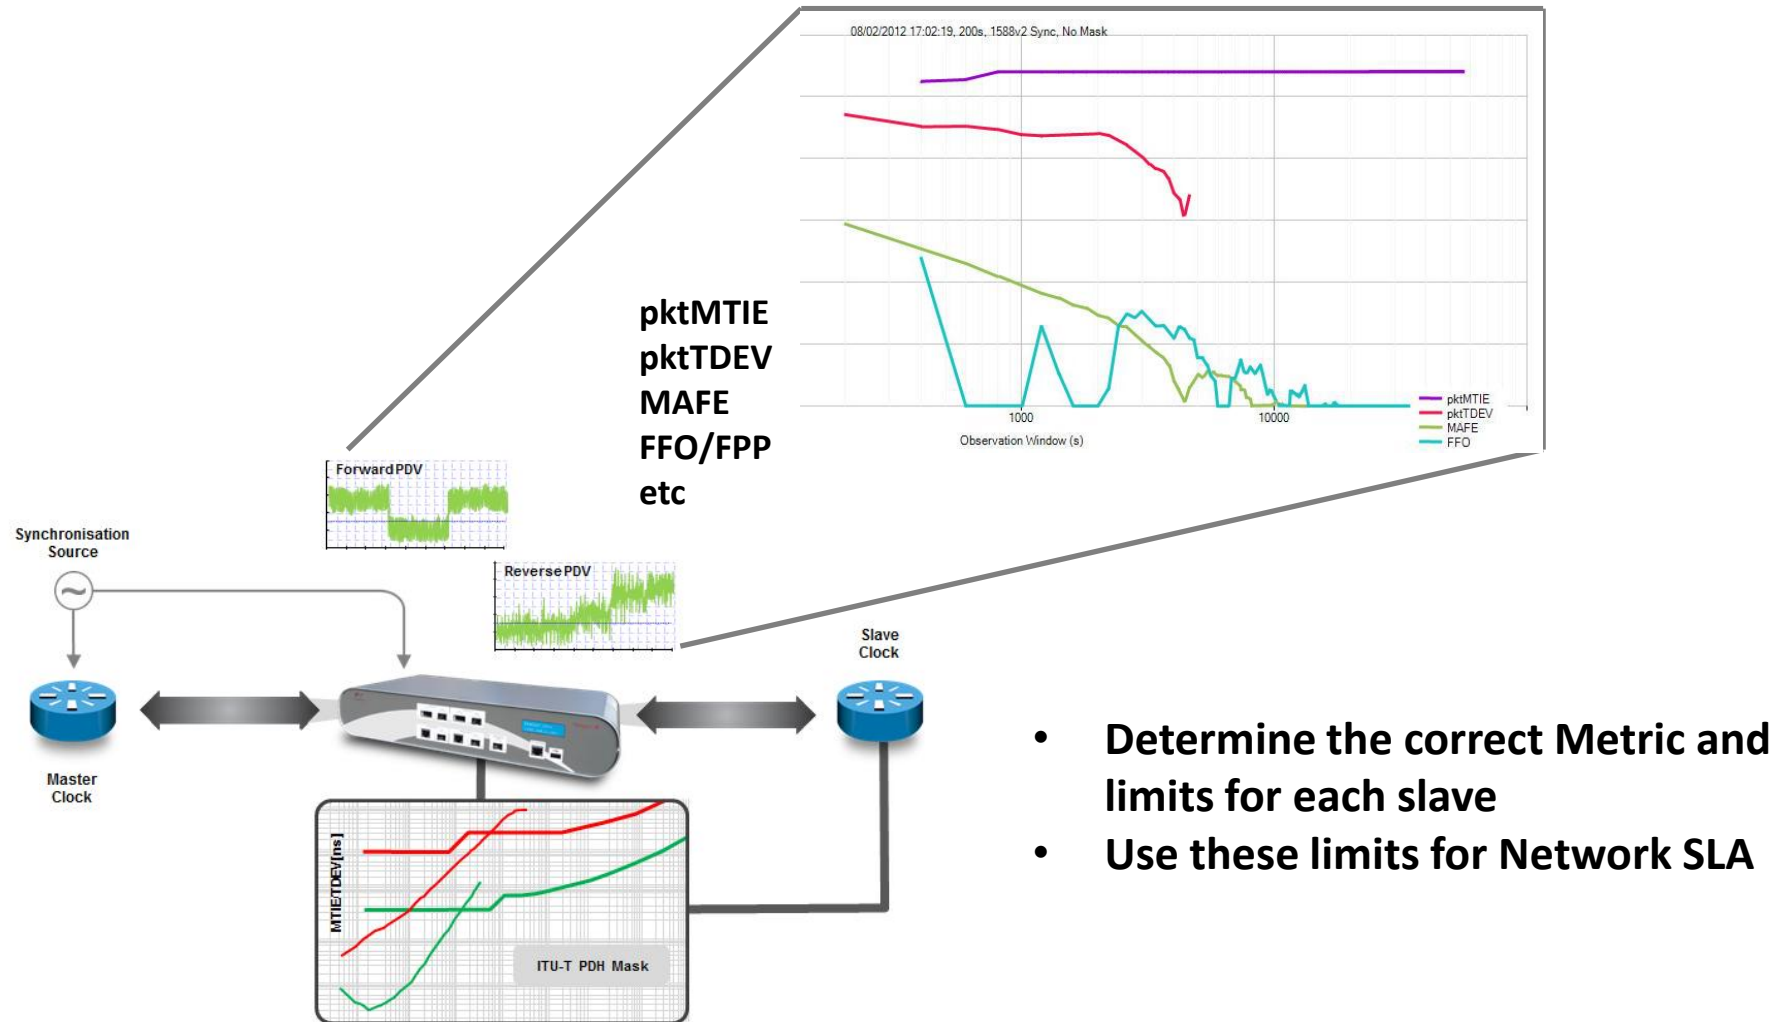 08/02/2012 17:02:19, 200s, 1588v2 Sync, No Mask
1000
10000
Observation Window (s)
pktMTIE
pktTDEV
MAFE
FFO
pktMTIE
pktTDEV
MAFE
FFO/FPP
etc
Forward PDV
Reverse PDV
Synchronisation
Source
Slave
Clock
Master
Clock
MTIE/TDEV[ns]
ITU-T PDH Mask
• Determine the correct Metric and
limits for each slave
• Use these limits for Network SLA